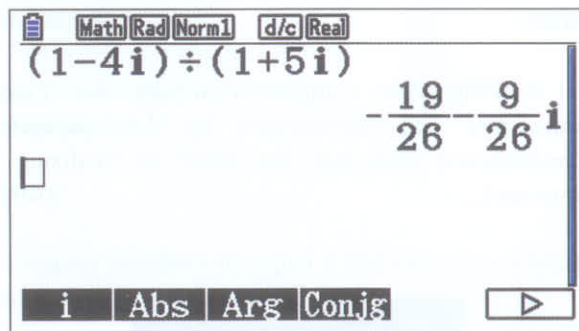 Math Rad Norm1 d/c Real
(1-4i)÷(1+5i)
-19/26-9/26i
i Abs Arg Conjg